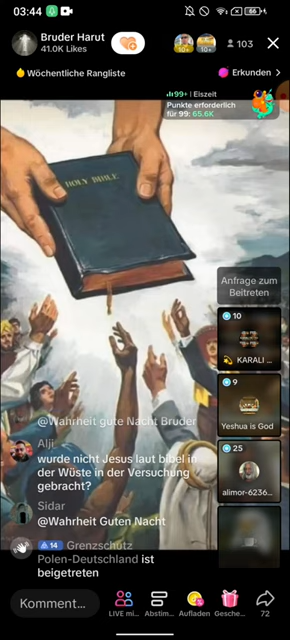 03:44
66
Bruder Harut
41.0K Likes
10+
10+
103
Wöchentliche Rangliste
Erkunden >
99+ | Eiszeit
Punkte erforderlich
für 99: 65.6K
HOLY BIBLE
Anfrage zum
Beitreten
10
KARALI ...
9
Yeshua is God
25
alimor-6236...
@Wahrheit gute Nacht Bruder
Alji
wurde nicht Jesus laut bibel in
der Wüste in der Versuchung
gebracht?
Sidar
@Wahrheit Guten Nacht
14 Grenzschutz
Polen-Deutschland ist
beigetreten
Komment...
LIVE mi...
Abstim...
Aufladen
Gesche...
72